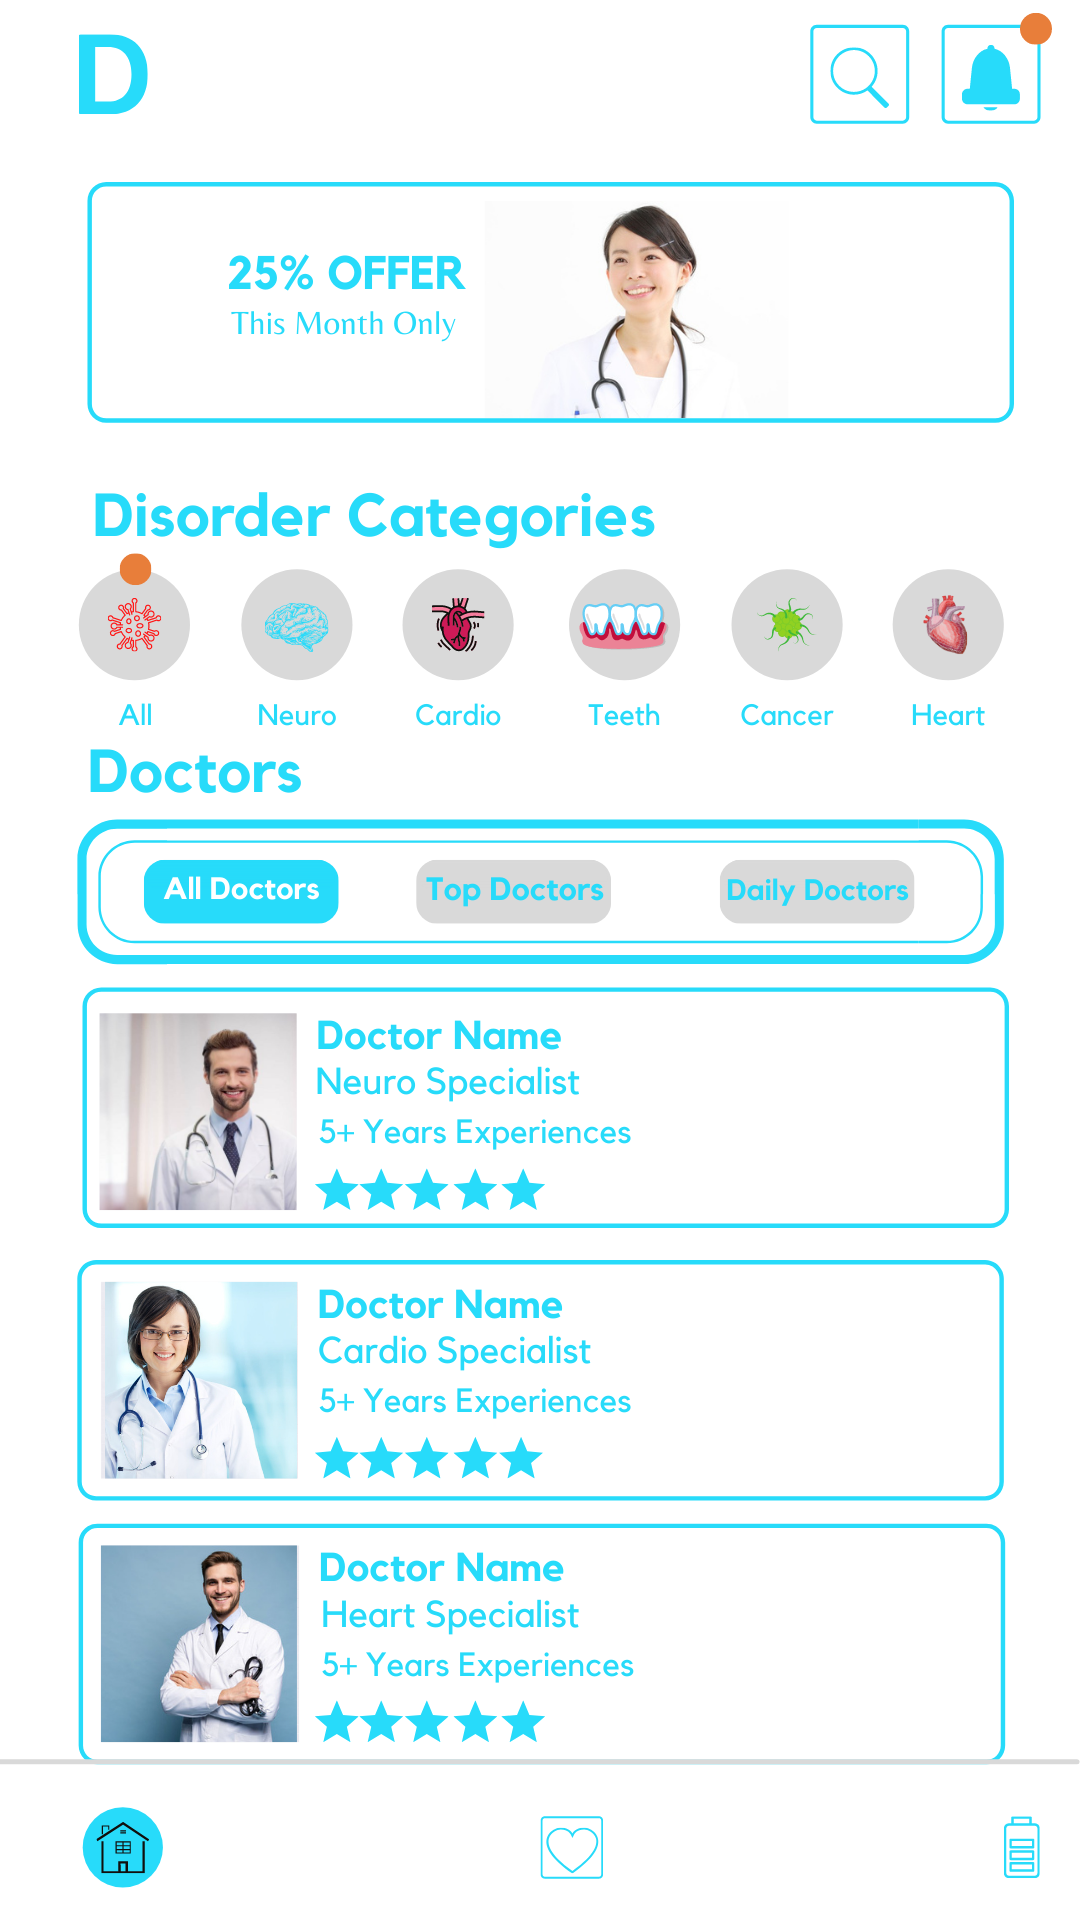 D
25% OFFER
This Month Only
Disorder Categories
All Neuro Cardio Teeth Cancer Heart
Doctors
All Doctors Top Doctors Daily Doctors
Doctor Name
Neuro Specialist
5+ Years Experiences
Doctor Name
Cardio Specialist
5+ Years Experiences
Doctor Name
Heart Specialist
5+ Years Experiences